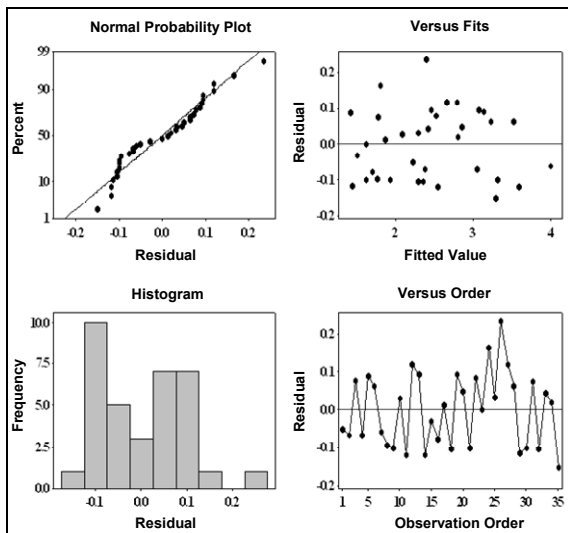 Normal Probability Plot
99
90
50
10
1
Percent
-0.2 -0.1 0.0 0.1 0.2
Residual
Versus Fits
0.2
0.1
0.0
-0.1
-0.2
Residual
2 3 4
Fitted Value
Histogram
10.0
7.5
5.0
2.5
0.0
Frequency
-0.1 0.0 0.1 0.2
Residual
Versus Order
0.2
0.1
0.0
-0.1
-0.2
Residual
1 5 10 15 20 25 30 35
Observation Order